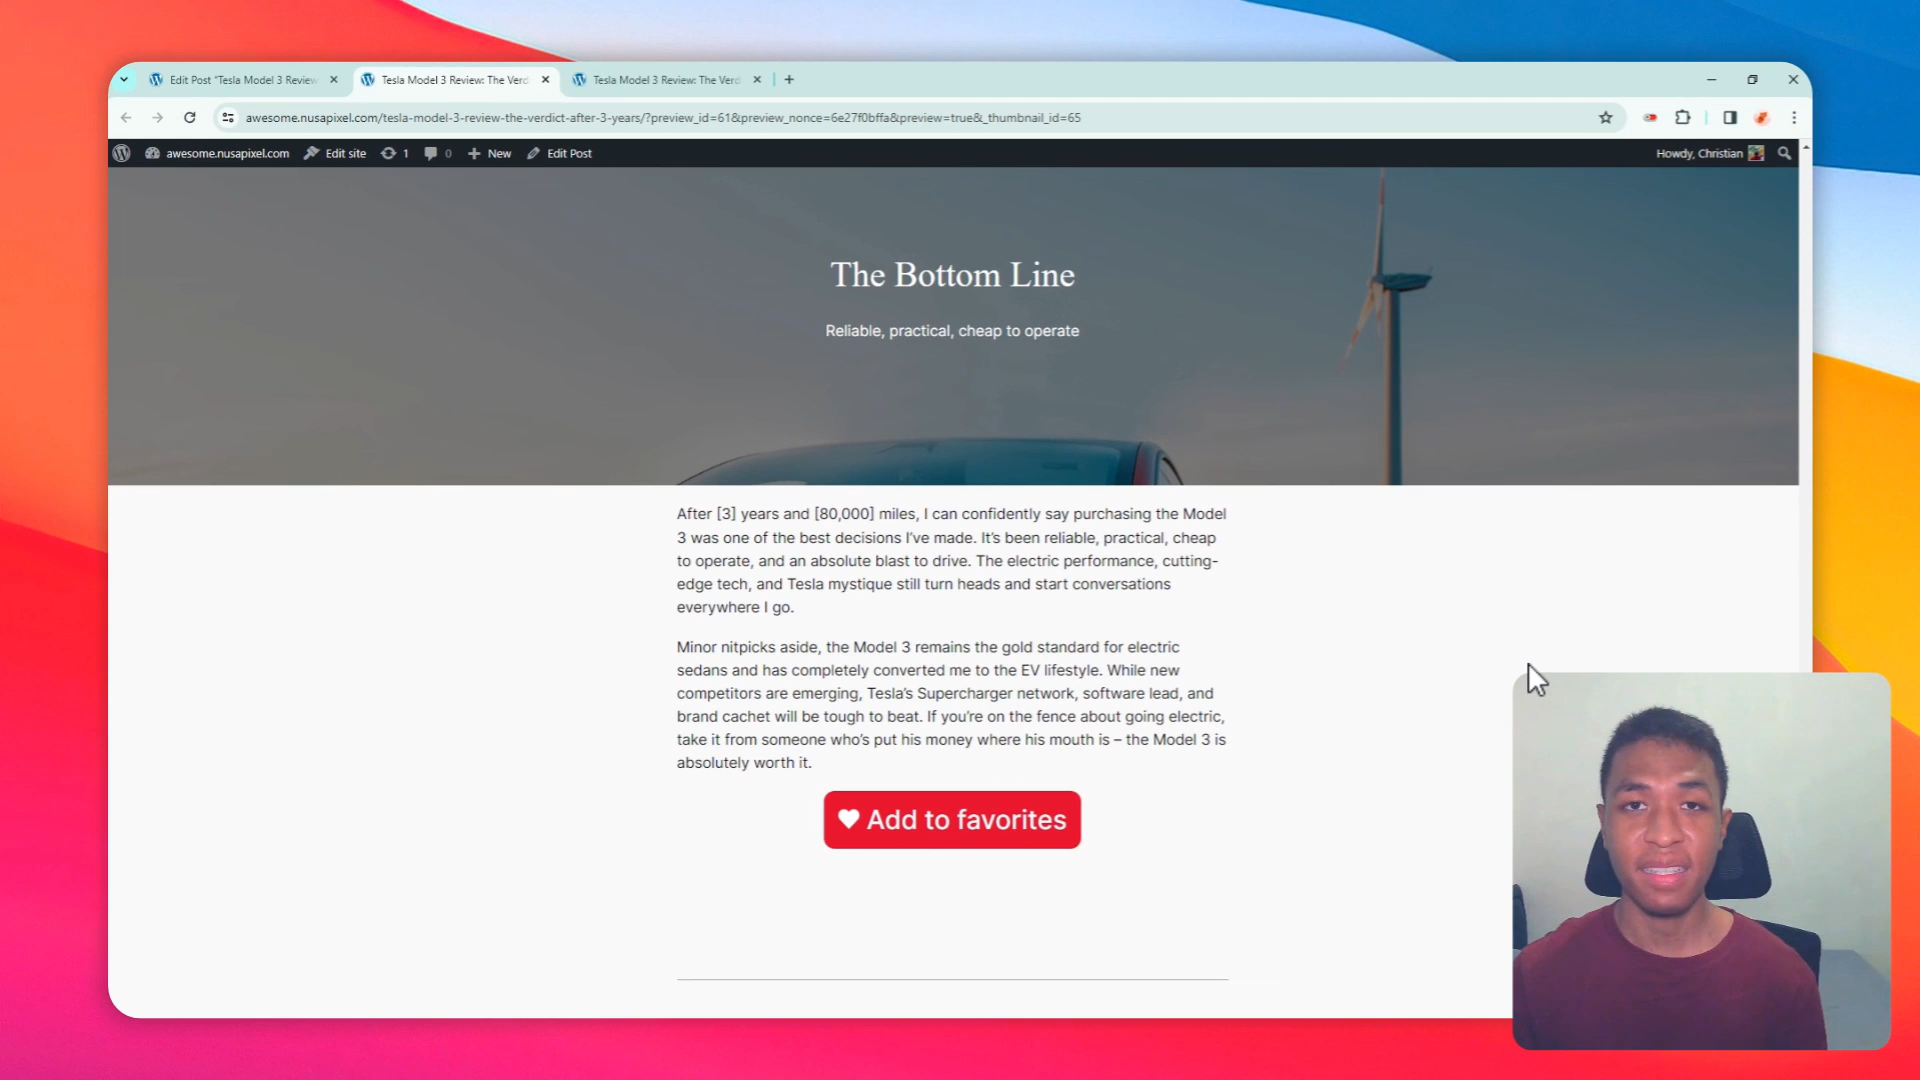 Edit Post "Tesla Model 3 Review
Tesla Model 3 Review: The Verd
Tesla Model 3 Review: The Verd
awesome.nusapixel.com/tesla-model-3-review-the-verdict-after-3-years/?preview_id=61&preview_nonce=6e27f0bffa&preview=true&_thumbnail_id=65
awesome.nusapixel.com Edit site 1 0 New Edit Post Howdy, Christian
The Bottom Line
Reliable, practical, cheap to operate
After [3] years and [80,000] miles, I can confidently say purchasing the Model
3 was one of the best decisions I've made. It's been reliable, practical, cheap
to operate, and an absolute blast to drive. The electric performance, cutting-
edge tech, and Tesla mystique still turn heads and start conversations
everywhere I go.
Minor nitpicks aside, the Model 3 remains the gold standard for electric
sedans and has completely converted me to the EV lifestyle. While new
competitors are emerging, Tesla's Supercharger network, software lead, and
brand cachet will be tough to beat. If you're on the fence about going electric,
take it from someone who's put his money where his mouth is – the Model 3 is
absolutely worth it.
Add to favorites